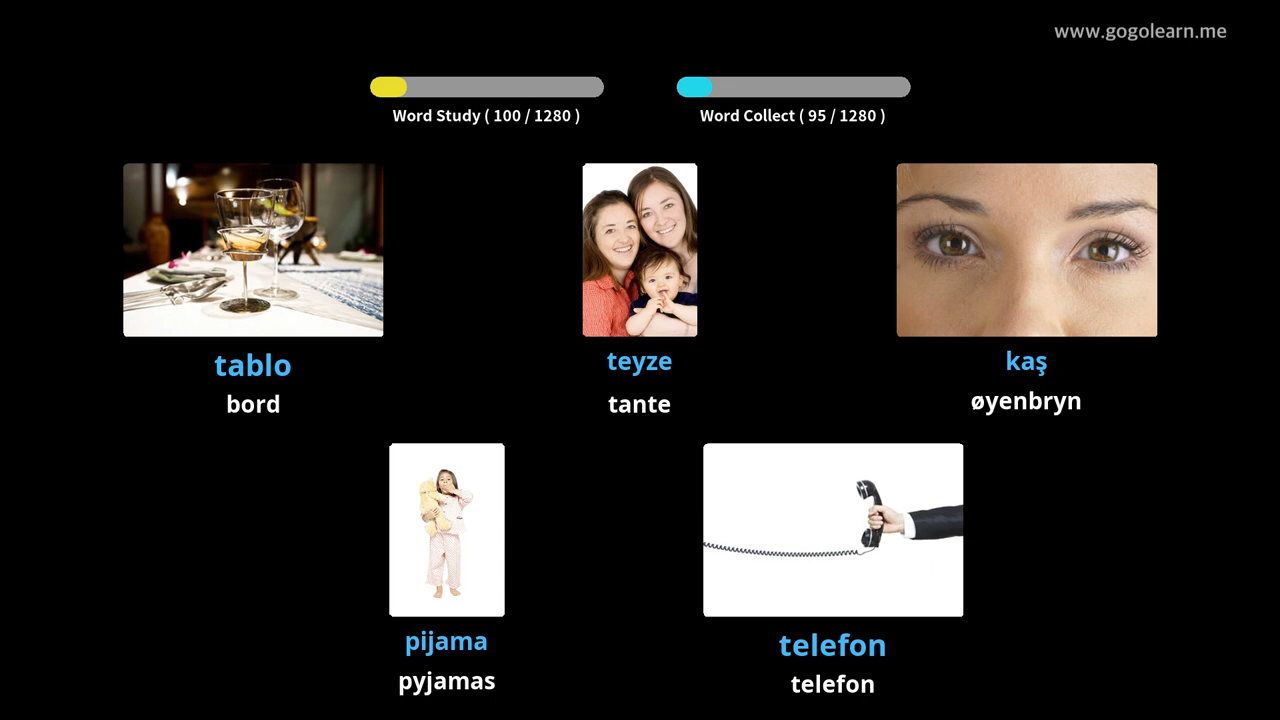 www.gogolearn.me
Word Study ( 100 / 1280 )
Word Collect ( 95 / 1280 )
tablo
bord
teyze
tante
kaş
øyenbryn
pijama
pyjamas
telefon
telefon